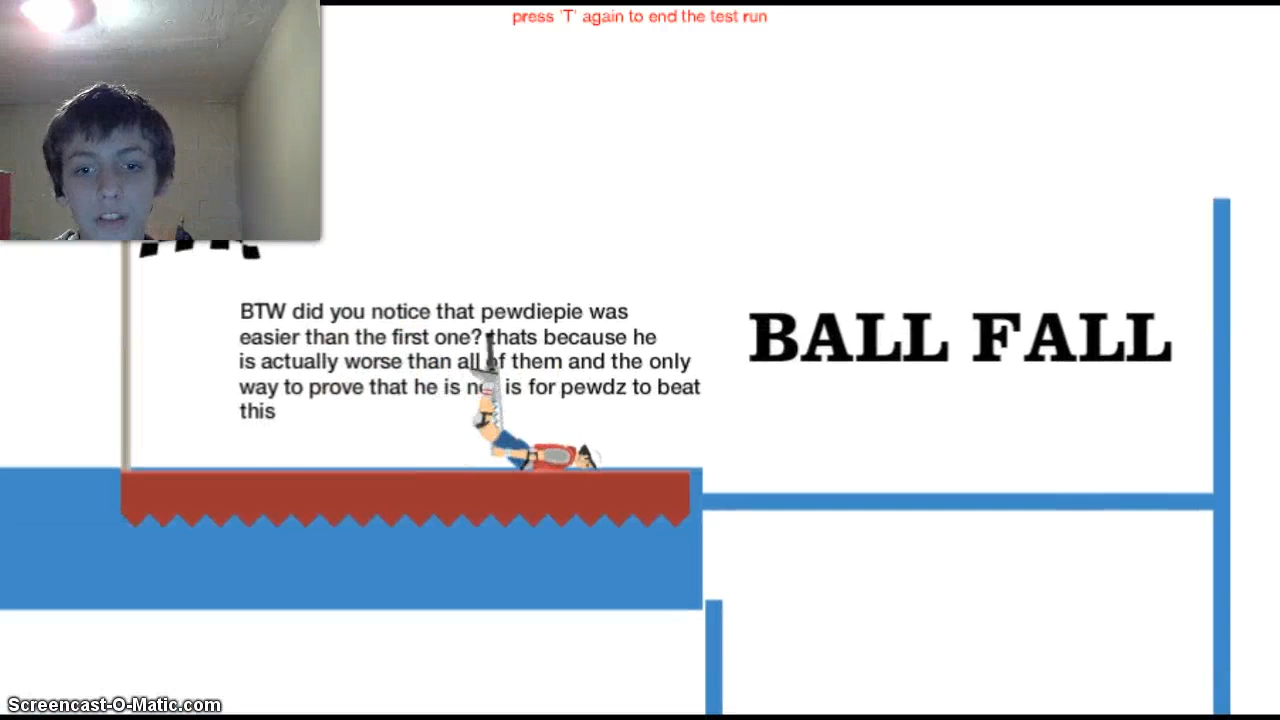 press 'T' again to end the test run
BTW did you notice that pewdiepie was
easier than the first one? thats because he
is actually worse than all of them and the only
way to prove that he is not is for pewdz to beat
this
BALL FALL
Screencast-O-Matic.com